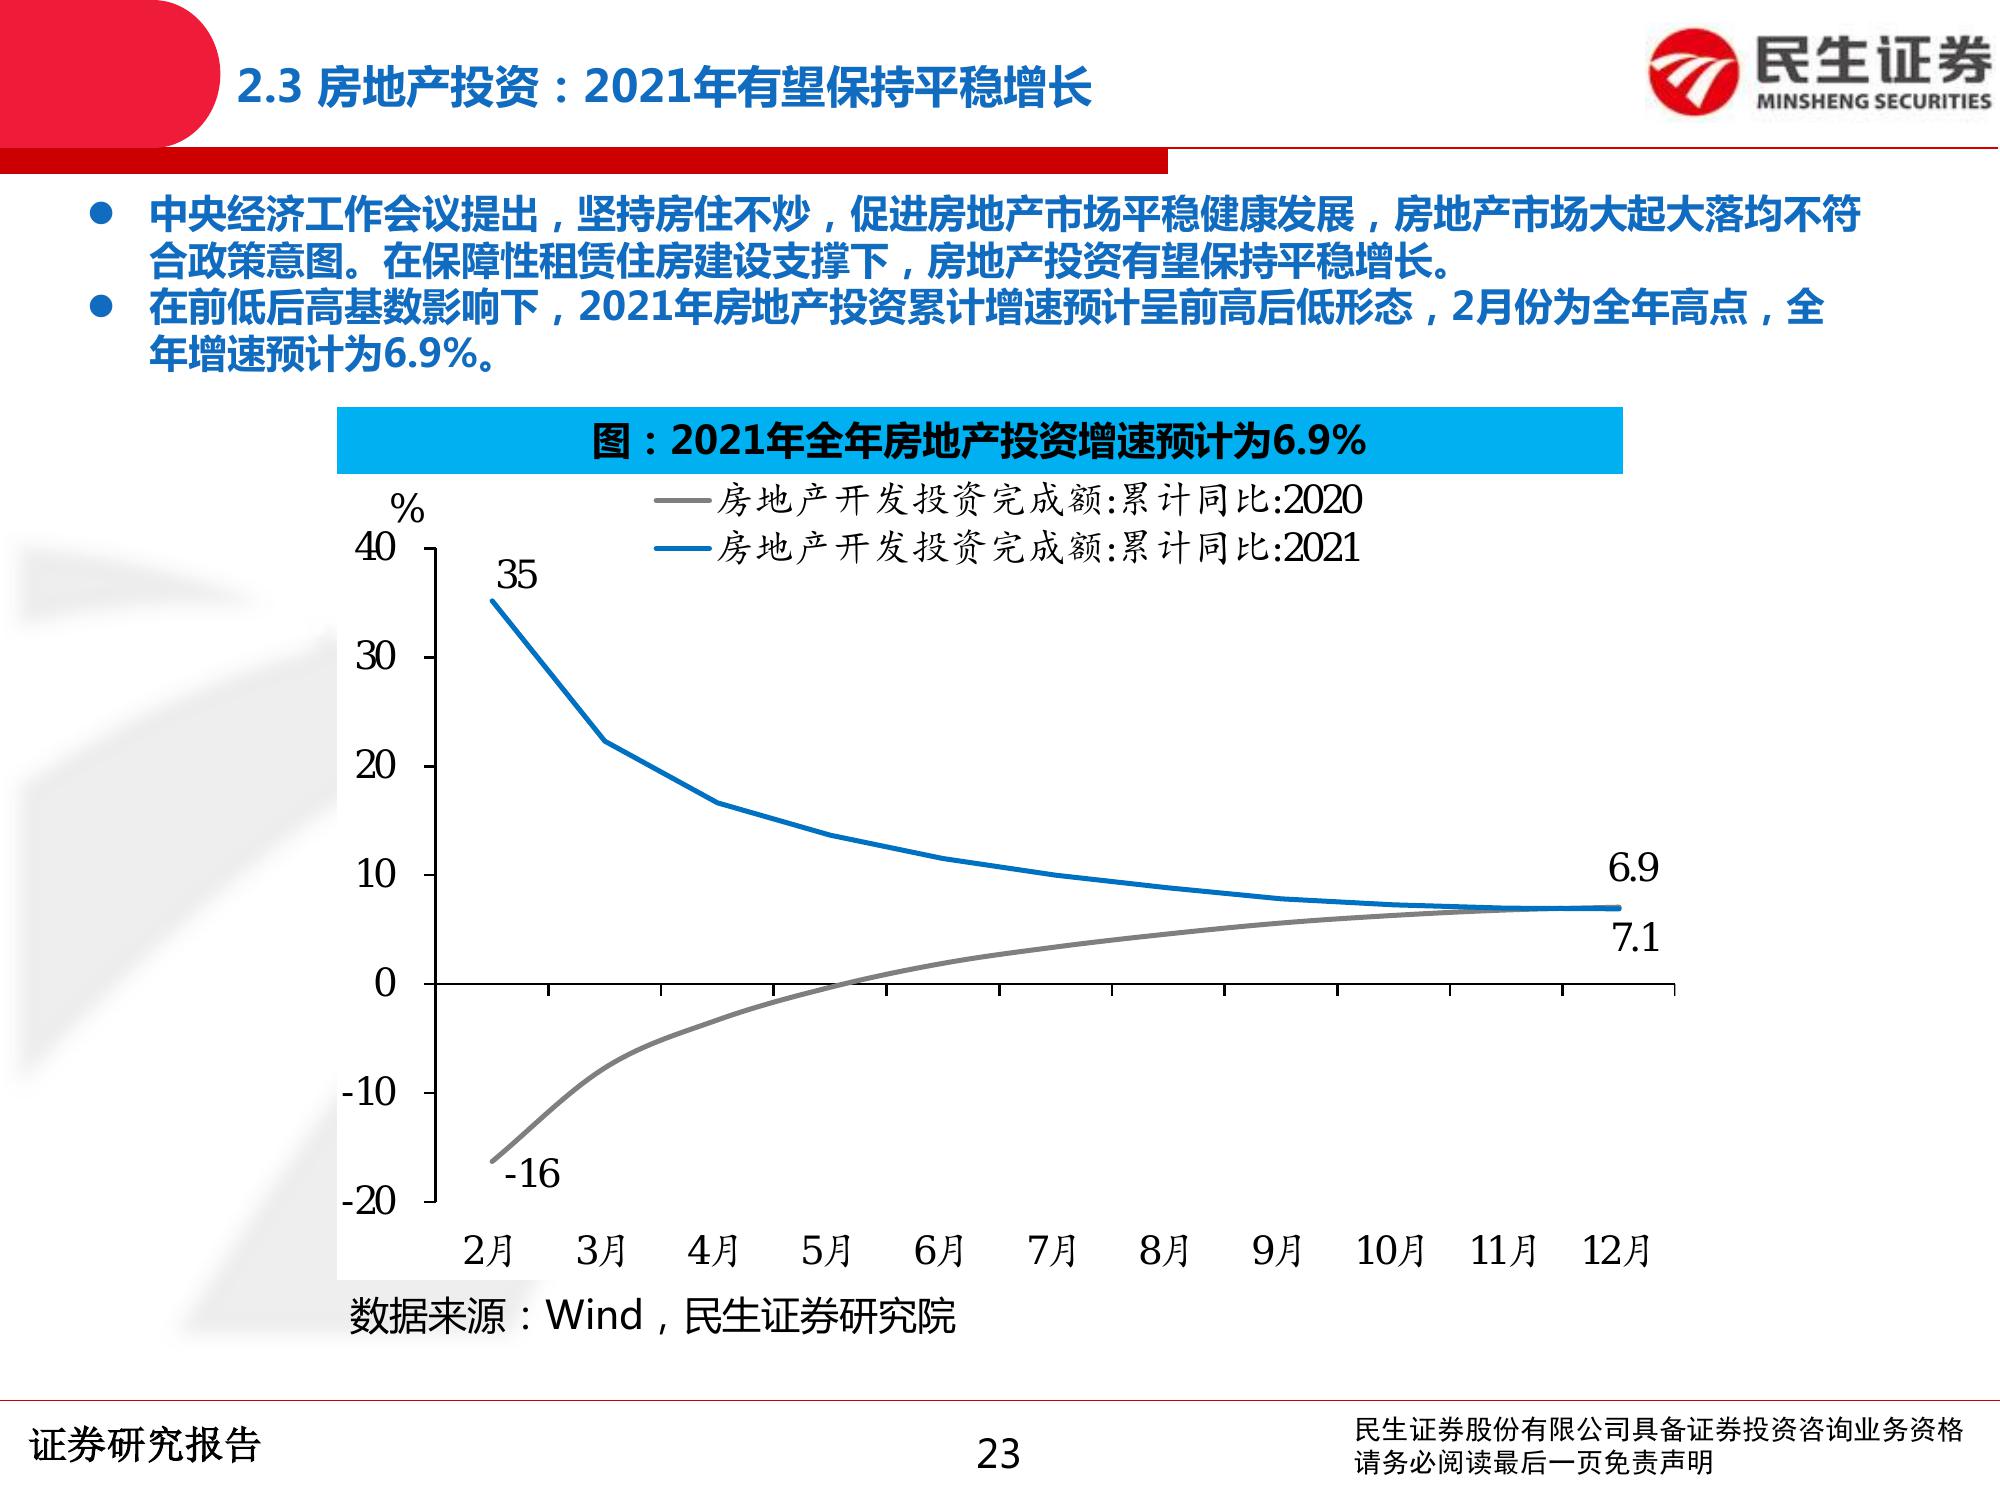 2.3 房地产投资：2021年有望保持平稳增长
民生证券
MINSHENG SECURITIES
● 中央经济工作会议提出，坚持房住不炒，促进房地产市场平稳健康发展，房地产市场大起大落均不符
合政策意图。在保障性租赁住房建设支撑下，房地产投资有望保持平稳增长。
● 在前低后高基数影响下，2021年房地产投资累计增速预计呈前高后低形态，2月份为全年高点，全
年增速预计为6.9%。
图：2021年全年房地产投资增速预计为6.9%
%
房地产开发投资完成额:累计同比:2020
房地产开发投资完成额:累计同比:2021
40
35
30
20
10
6.9
7.1
0
-10
-16
-20
2月 3月 4月 5月 6月 7月 8月 9月 10月 11月 12月
数据来源：Wind，民生证券研究院
证券研究报告
23
民生证券股份有限公司具备证券投资咨询业务资格
请务必阅读最后一页免责声明